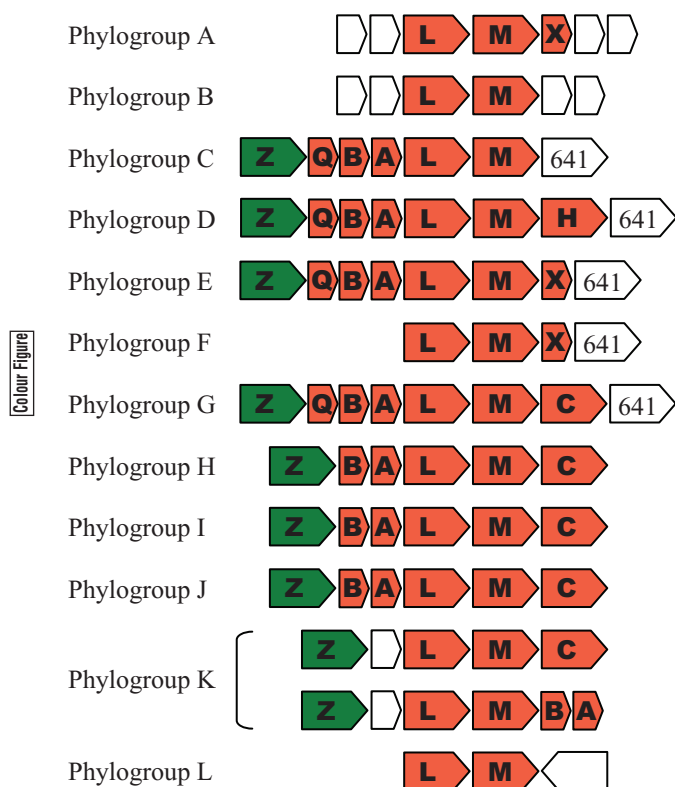 Phylogroup A L M X
Phylogroup B L M
Phylogroup C Z Q B A L M 641
Phylogroup D Z Q B A L M H 641
Phylogroup E Z Q B A L M X 641
Phylogroup F L M X 641
Colour Figure
Phylogroup G Z Q B A L M C 641
Phylogroup H Z B A L M C
Phylogroup I Z B A L M C
Phylogroup J Z B A L M C
Z L M C
Phylogroup K
Z L M B A
Phylogroup L L M